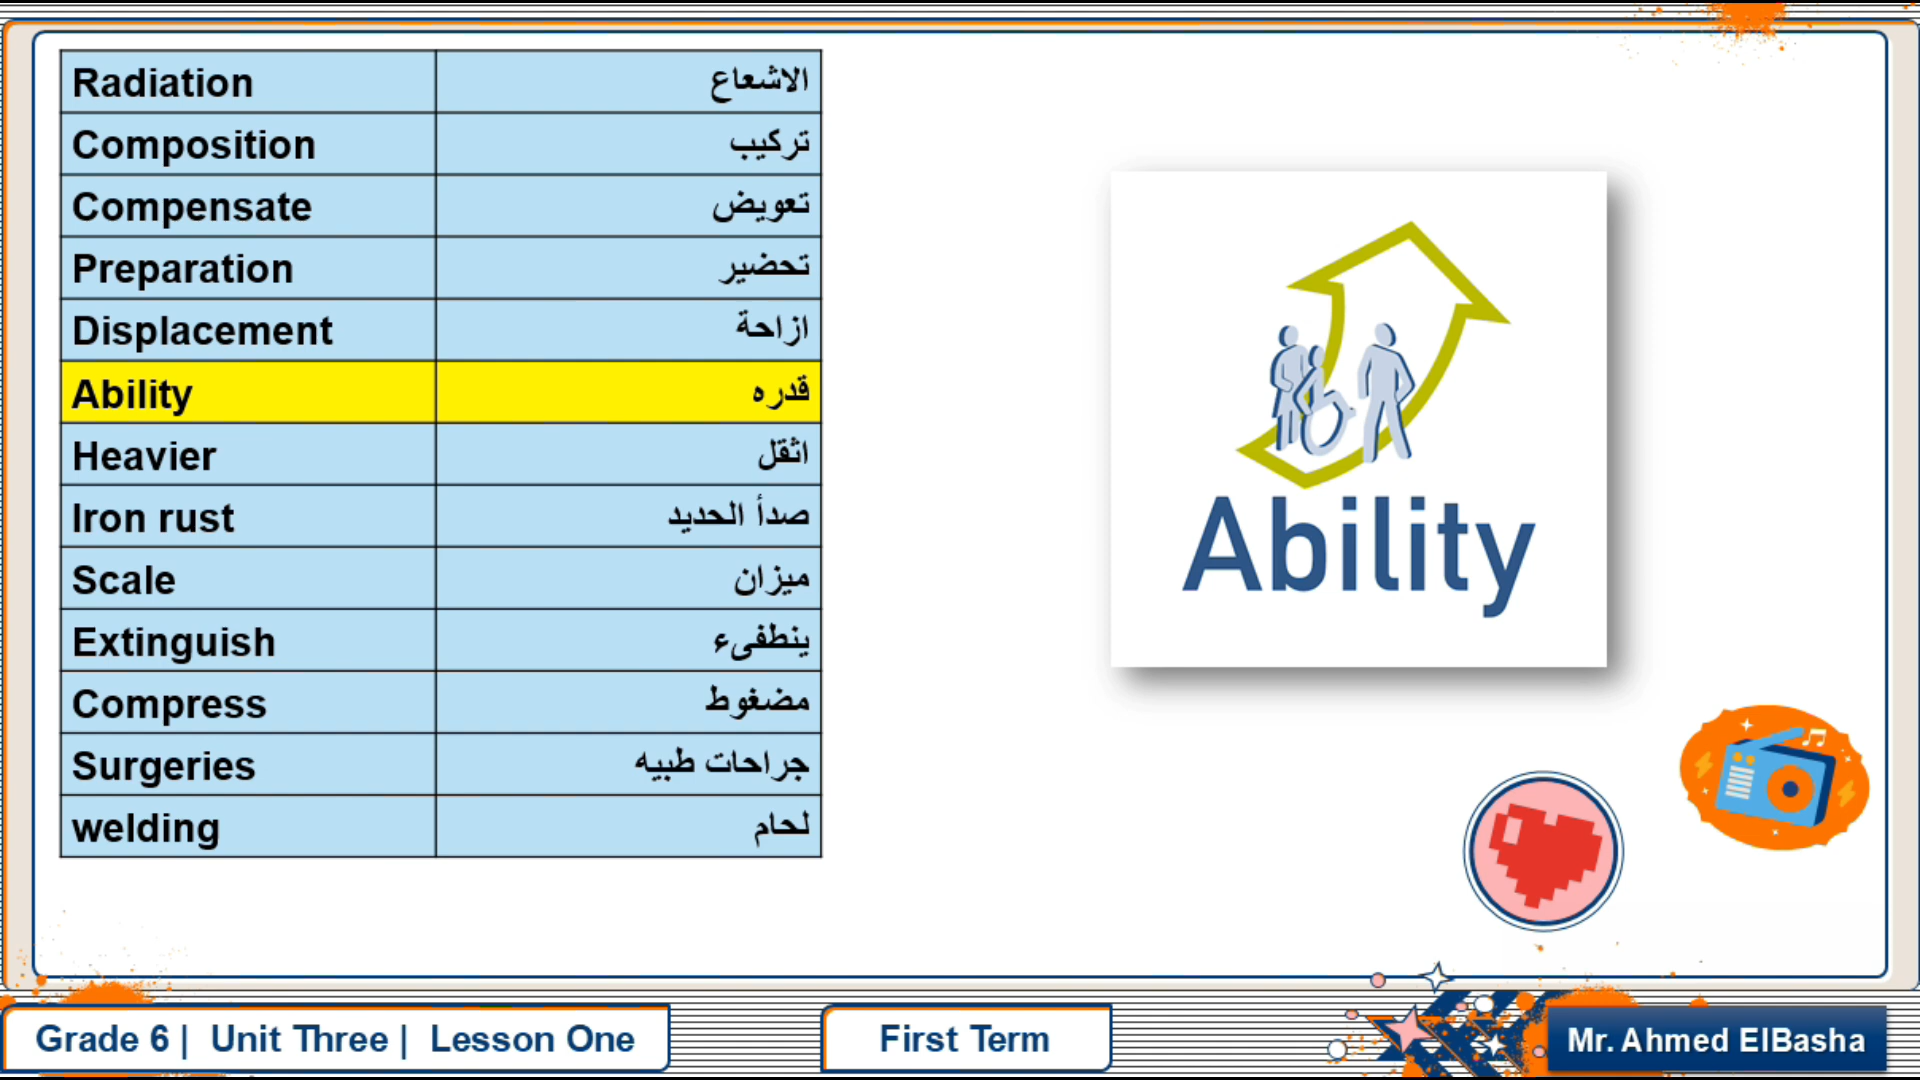 Radiation الاشعاع
Composition تركيب
Compensate تعويض
Preparation تحضير
Displacement ازاحة
Ability قدره
Heavier اثقل
Iron rust صدأ الحديد
Scale ميزان
Extinguish ينطفىء
Compress مضغوط
Surgeries جراحات طبيه
welding لحام
Ability
Grade 6 | Unit Three | Lesson One
First Term
Mr. Ahmed ElBasha